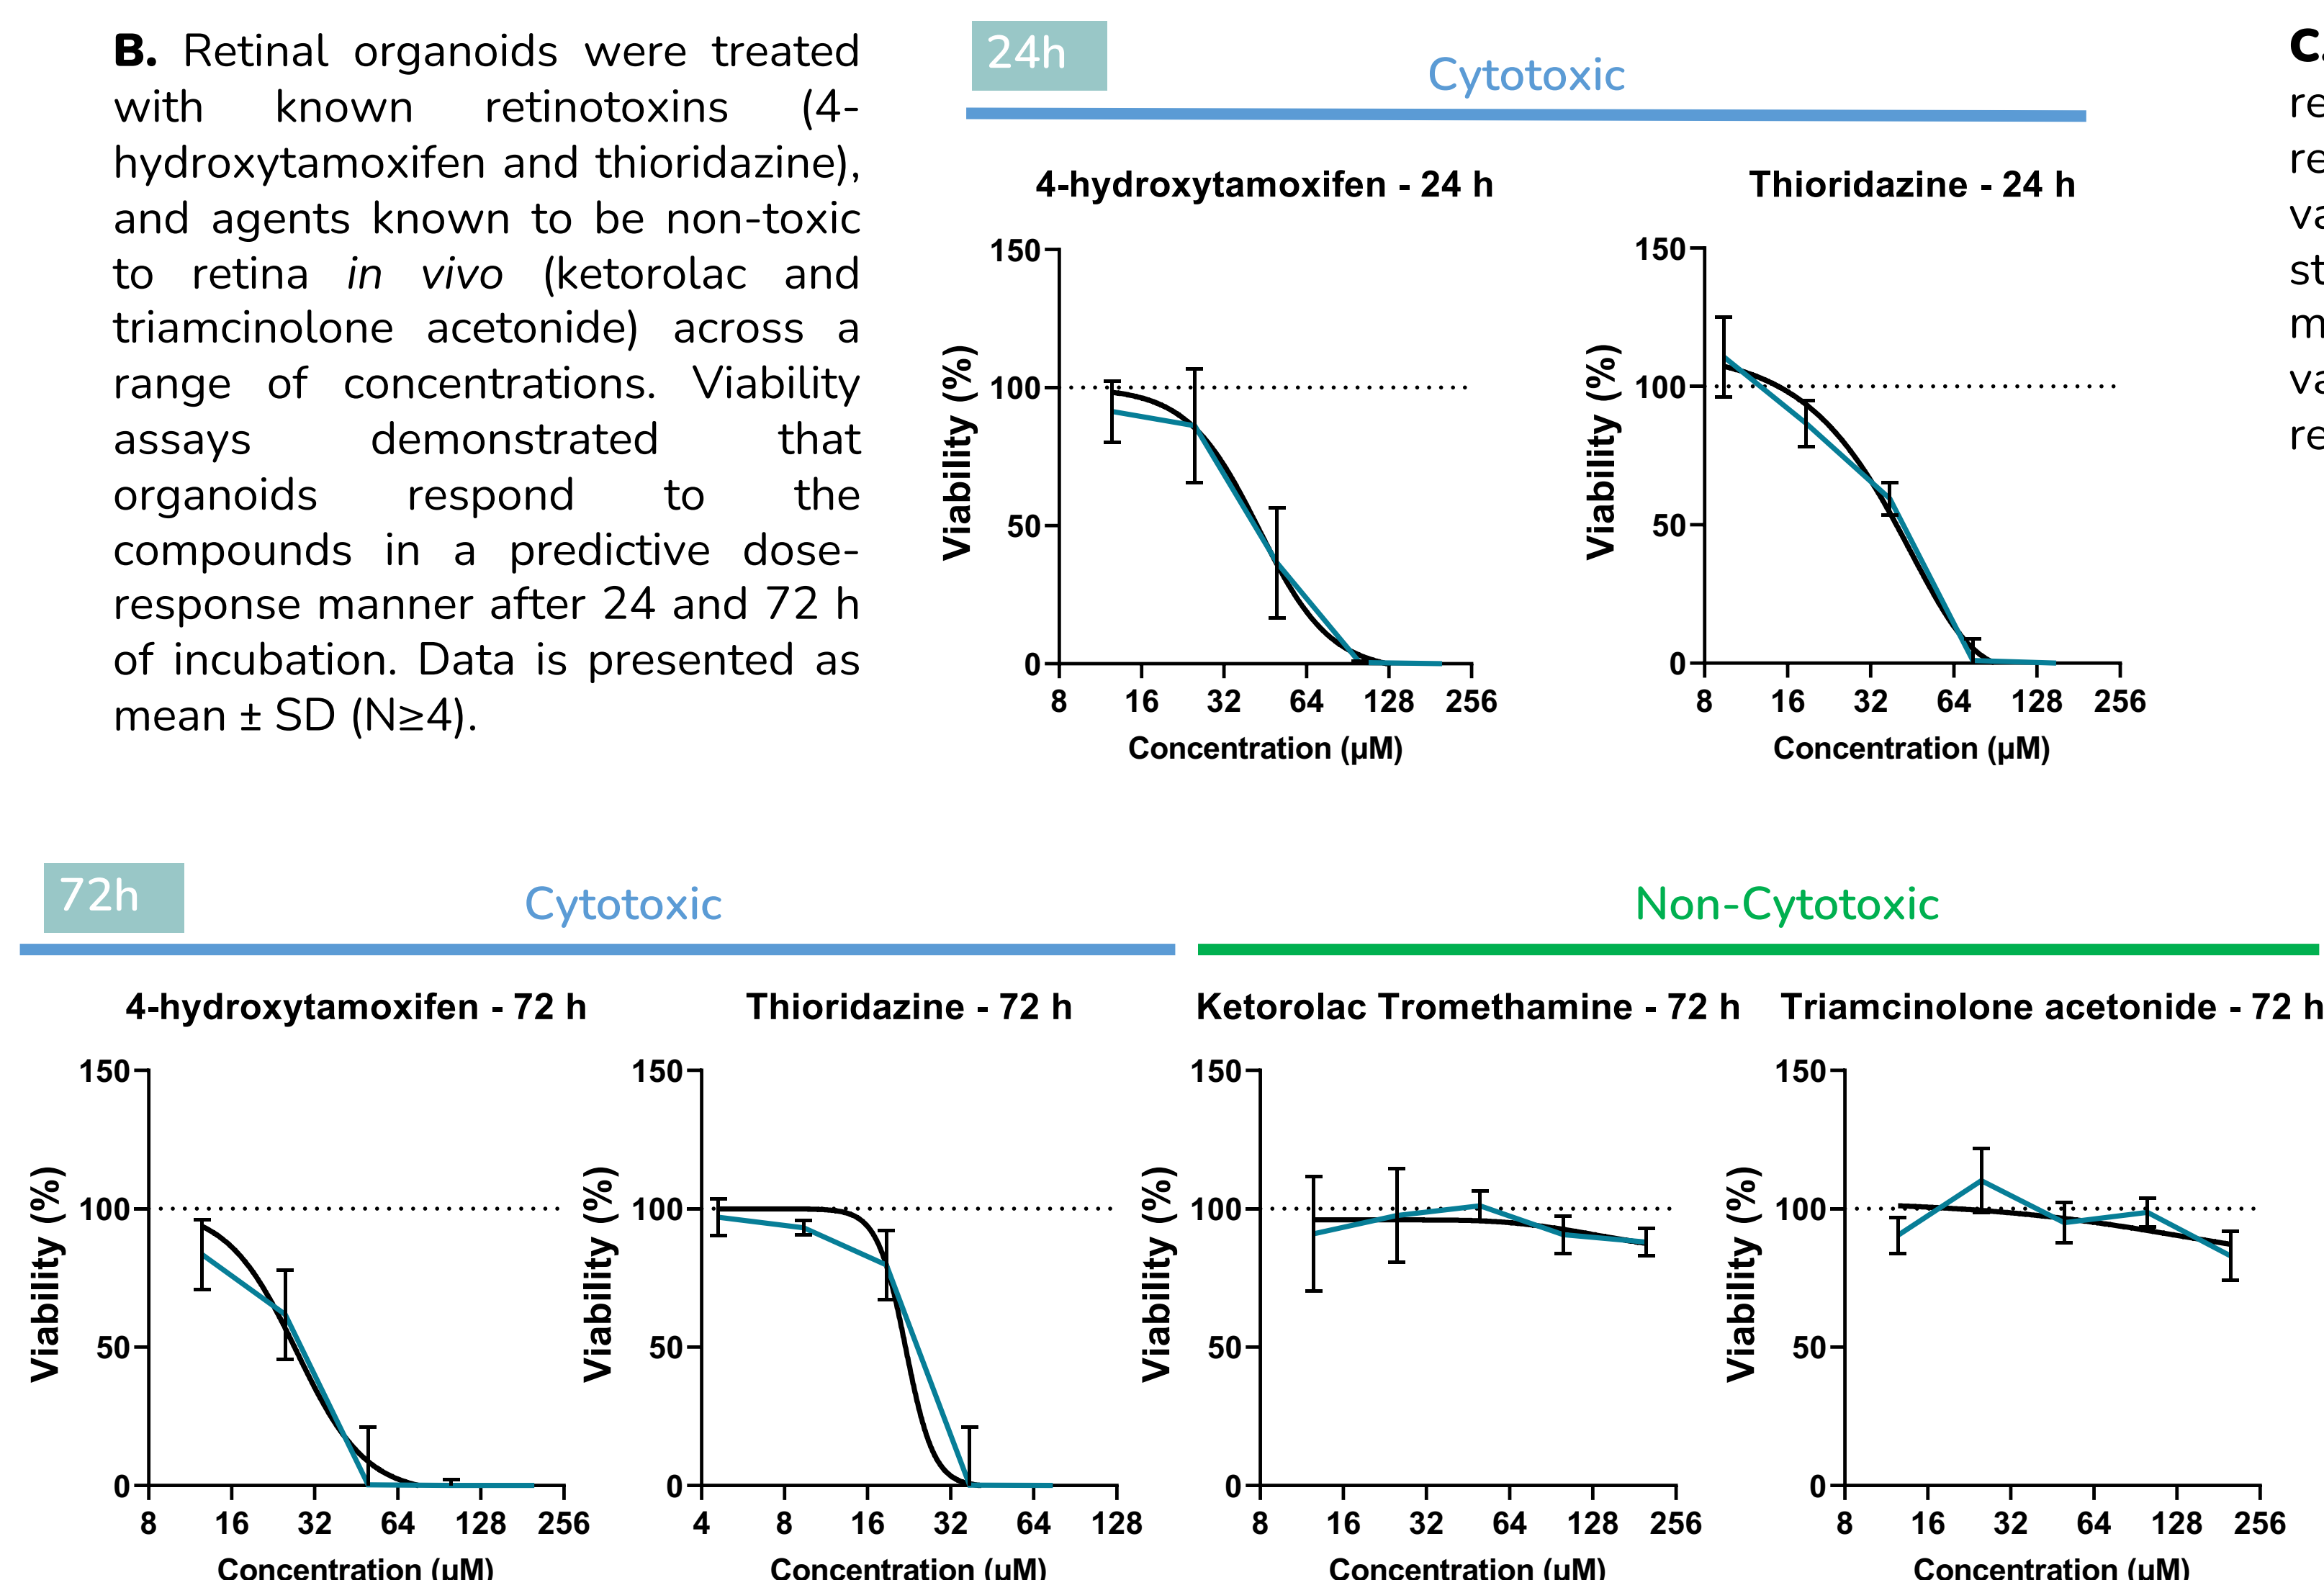 B. Retinal organoids were treated
with known retinotoxins (4-
hydroxytamoxifen and thioridazine),
and agents known to be non-toxic
to retina in vivo (ketorolac and
triamcinolone acetonide) across a
range of concentrations. Viability
assays demonstrated that
organoids respond to the
compounds in a predictive dose-
response manner after 24 and 72 h
of incubation. Data is presented as
mean ± SD (N≥4).
24h
Cytotoxic
4-hydroxytamoxifen - 24 h
150
100
50
0
Viability (%)
8 16 32 64 128 256
Concentration (µM)
Thioridazine - 24 h
150
100
50
0
Viability (%)
8 16 32 64 128 256
Concentration (µM)
C.
72h
Cytotoxic
Non-Cytotoxic
4-hydroxytamoxifen - 72 h
150
100
50
0
Viability (%)
8 16 32 64 128 256
Concentration (µM)
Thioridazine - 72 h
150
100
50
0
Viability (%)
4 8 16 32 64 128
Concentration (µM)
Ketorolac Tromethamine - 72 h
150
100
50
0
Viability (%)
8 16 32 64 128 256
Concentration (µM)
Triamcinolone acetonide - 72 h
150
100
50
0
Viability (%)
8 16 32 64 128 256
Concentration (µM)